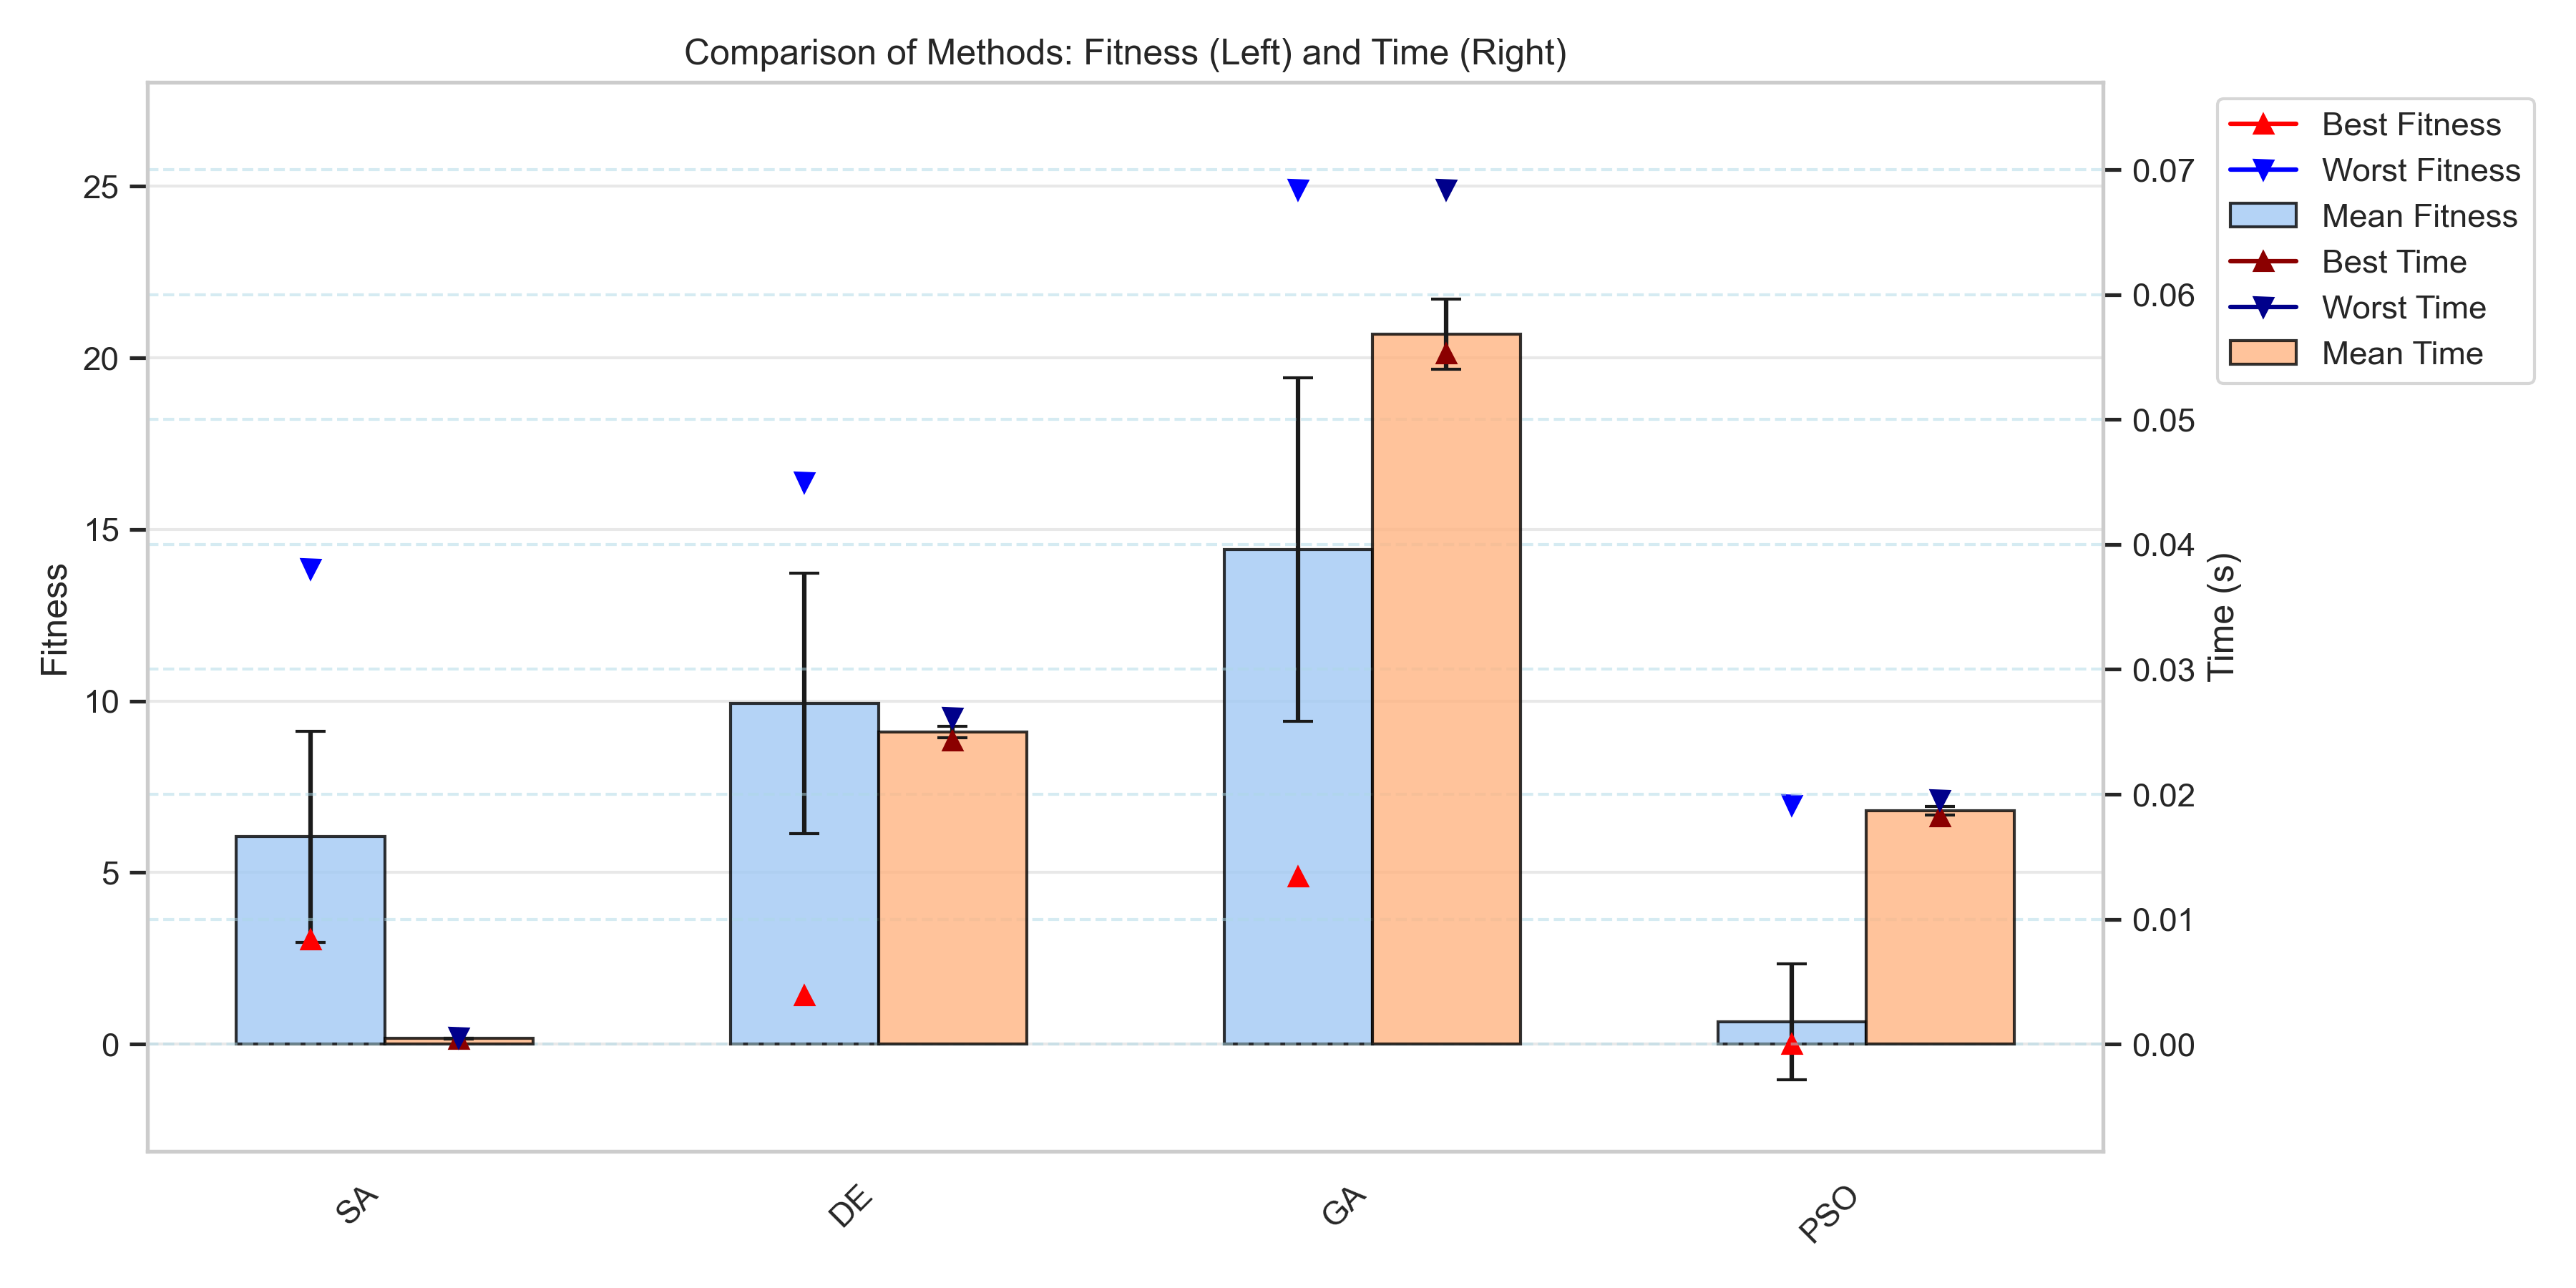 Comparison of Methods: Fitness (Left) and Time (Right)
Fitness
25
20
15
10
5
0
SA
DE
GA
PSO
0.07
0.06
0.05
0.04
0.03
0.02
0.01
0.00
Time (s)
Best Fitness
Worst Fitness
Mean Fitness
Best Time
Worst Time
Mean Time